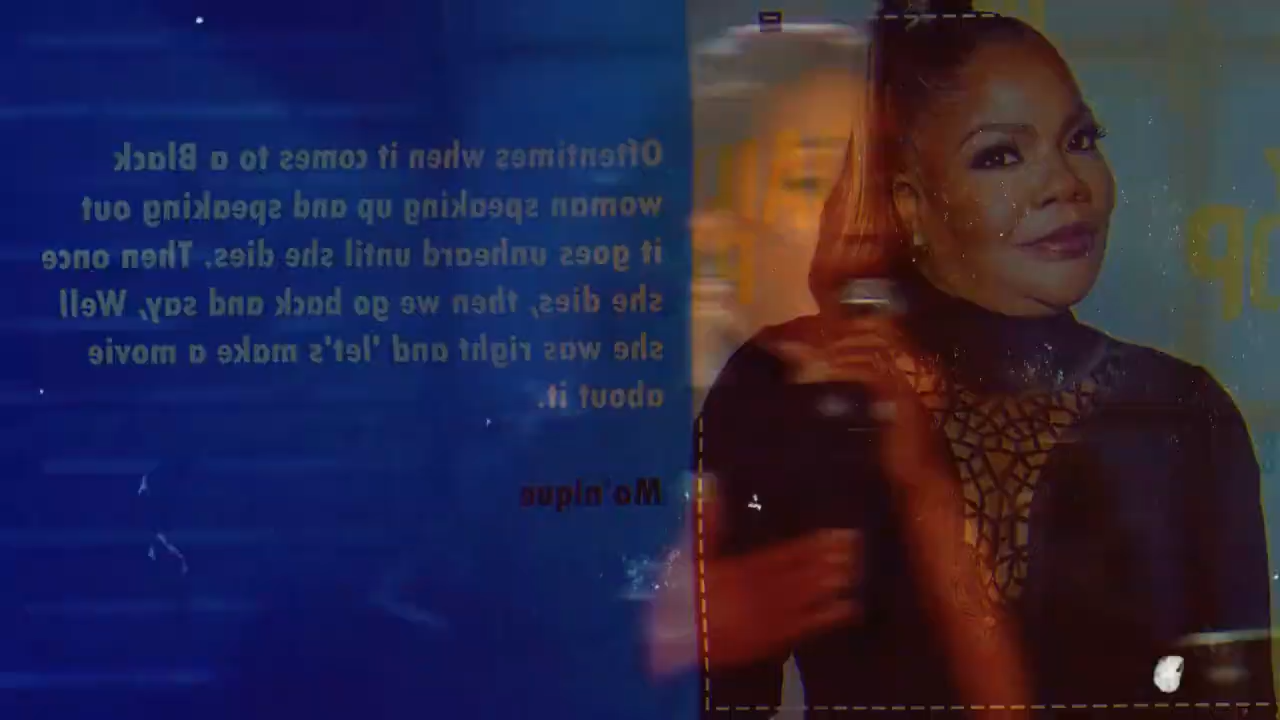 Oftentimes when it comes to a Black
woman speaking up and speaking out
it goes unheard until she dies. Then once
she dies, then we go back and say, Well
she was right and 'let's' make a movie
about it.
Mo'nique